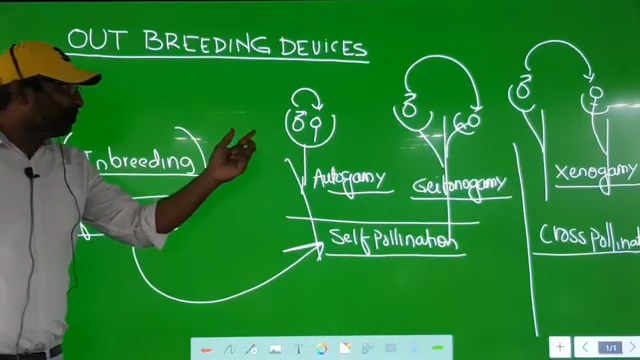 OUT BREEDING DEVICES
Inbreeding
Autogamy
Geitonogamy
Xenogamy
Self pollination
Cross pollinat
1/1